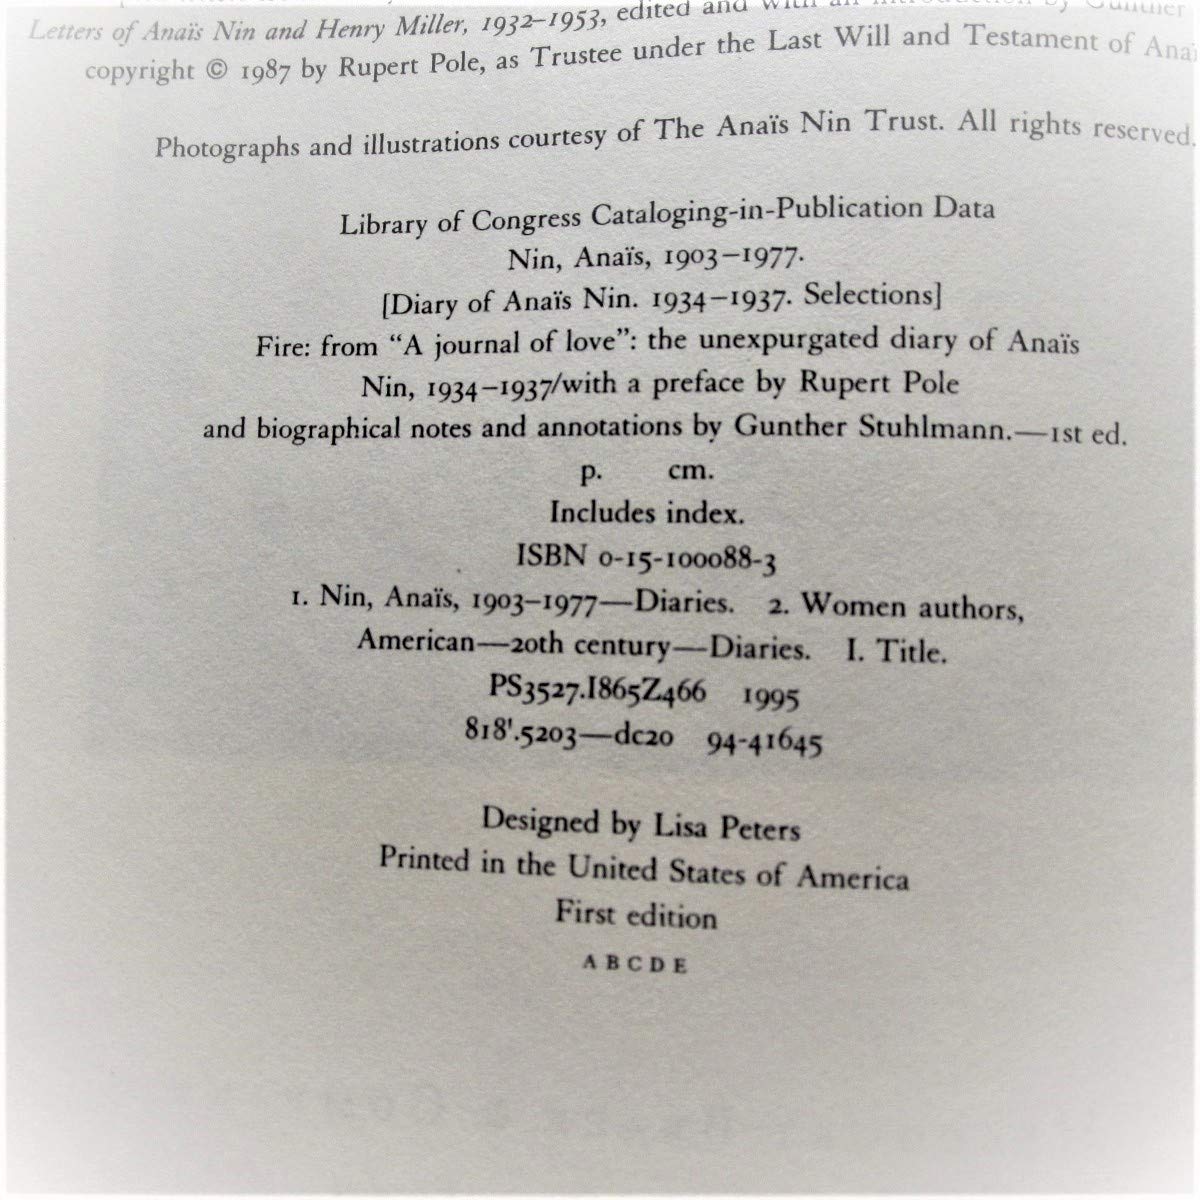 Letters of Anaïs Nin and Henry Miller, 1932–1953, edited and with an introduction by Gunther
copyright © 1987 by Rupert Pole, as Trustee under the Last Will and Testament of Anaï
Photographs and illustrations courtesy of The Anaïs Nin Trust. All rights reserved.
Library of Congress Cataloging-in-Publication Data
Nin, Anaïs, 1903–1977.
[Diary of Anaïs Nin. 1934–1937. Selections]
Fire: from “A journal of love”: the unexpurgated diary of Anaïs
Nin, 1934–1937/with a preface by Rupert Pole
and biographical notes and annotations by Gunther Stuhlmann.—1st ed.
p. cm.
Includes index.
ISBN 0-15-100088-3
1. Nin, Anaïs, 1903–1977—Diaries. 2. Women authors,
American—20th century—Diaries. I. Title.
PS3527.I865Z466 1995
818'.5203—dc20 94-41645
Designed by Lisa Peters
Printed in the United States of America
First edition
A B C D E